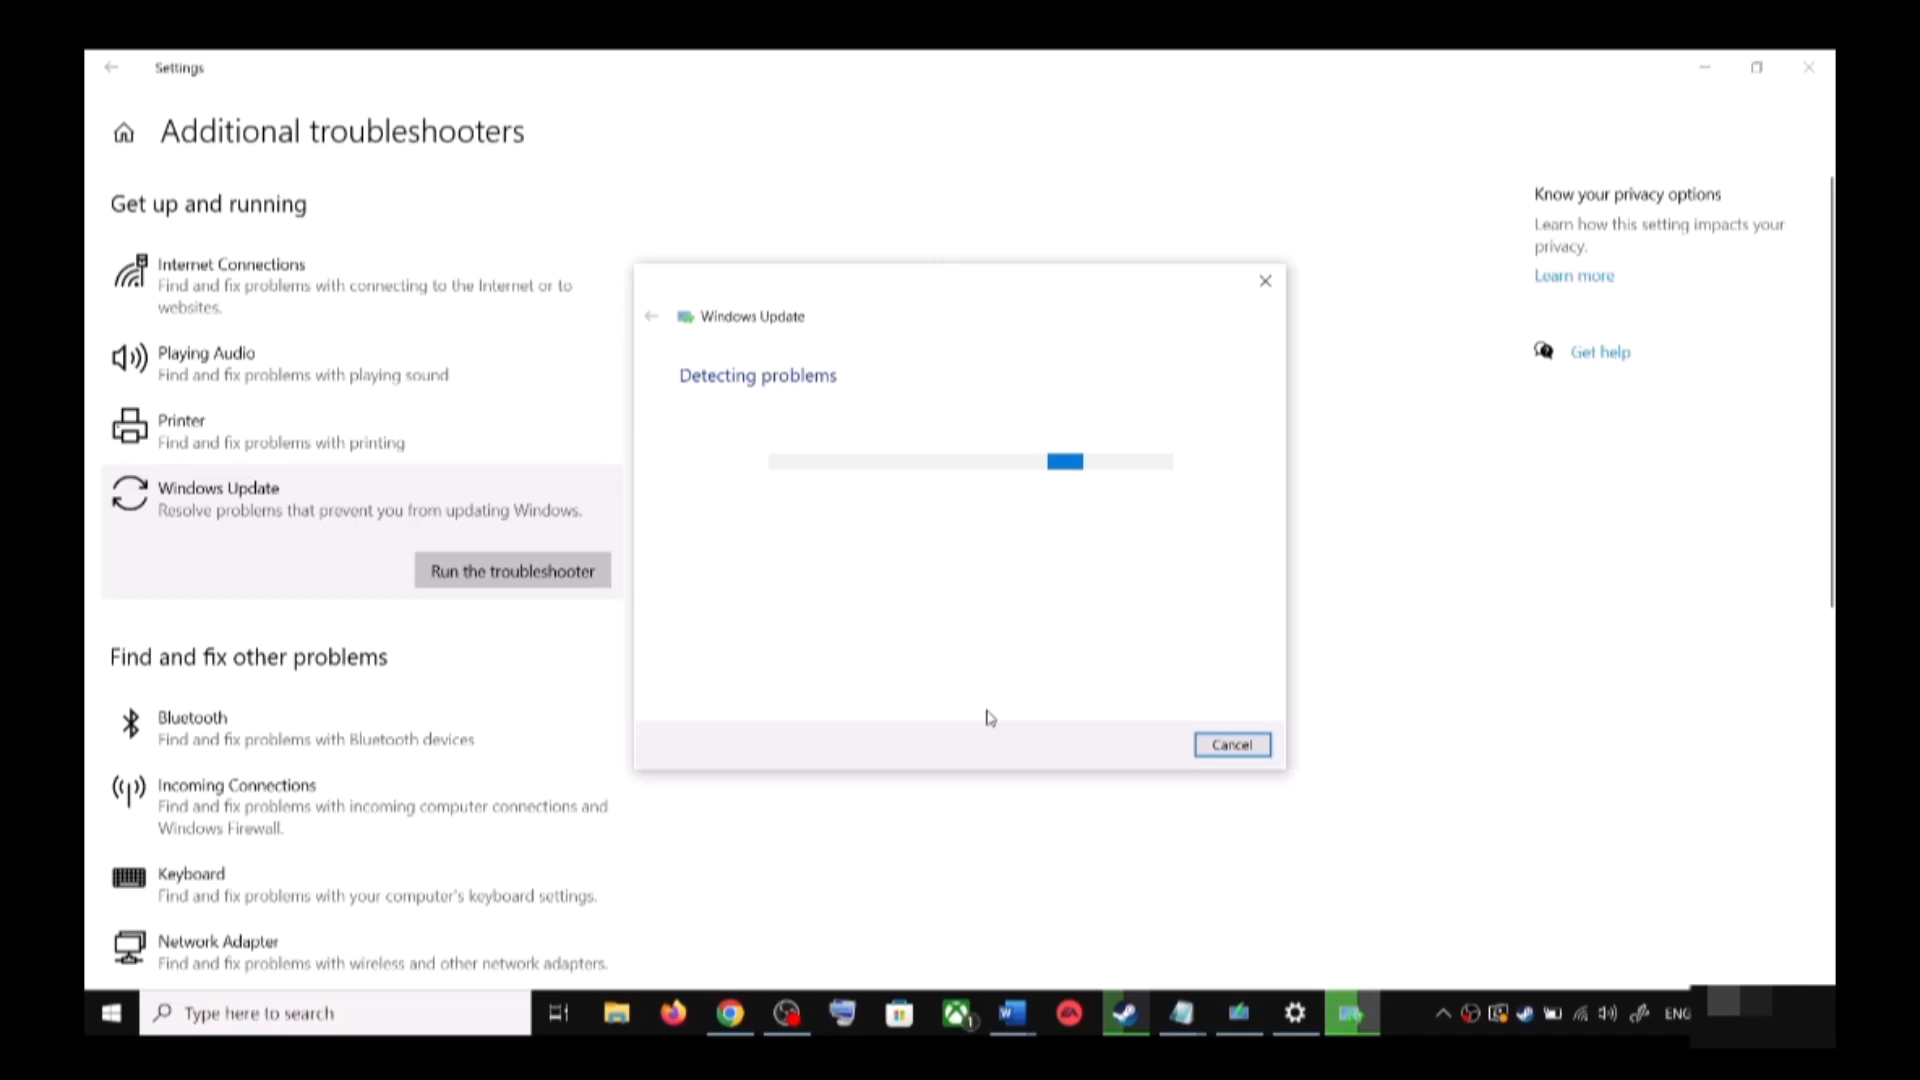 Settings
Additional troubleshooters
Get up and running
Internet Connections
Find and fix problems with connecting to the Internet or to
websites.
Playing Audio
Find and fix problems with playing sound
Printer
Find and fix problems with printing
Windows Update
Resolve problems that prevent you from updating Windows.
Run the troubleshooter
Find and fix other problems
Bluetooth
Find and fix problems with Bluetooth devices
Incoming Connections
Find and fix problems with incoming computer connections and
Windows Firewall.
Keyboard
Find and fix problems with your computer's keyboard settings.
Network Adapter
Find and fix problems with wireless and other network adapters.
Windows Update
Detecting problems
Cancel
Know your privacy options
Learn how this setting impacts your
privacy.
Learn more
Get help
Type here to search
W
EA
1
ENG